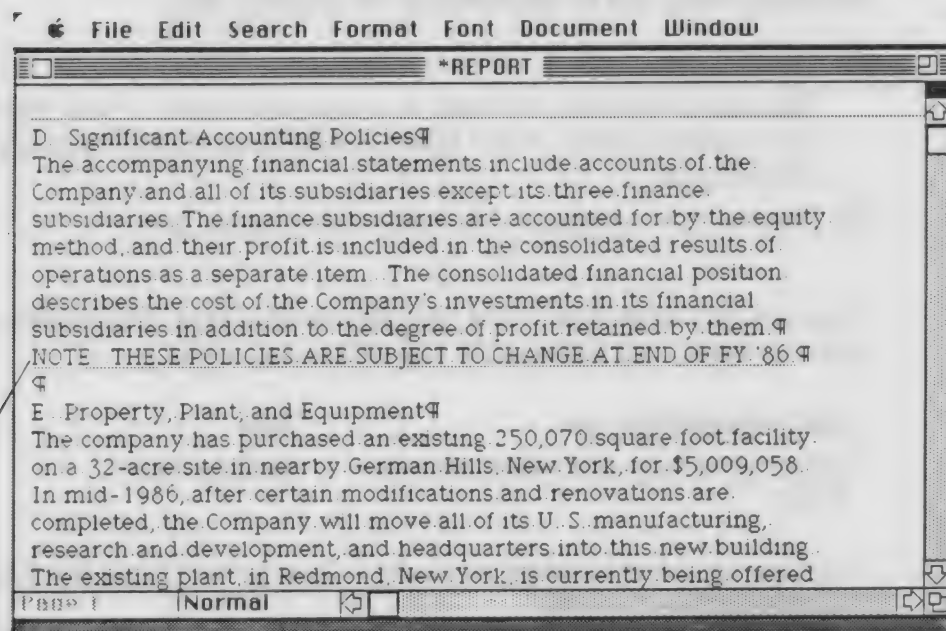 File Edit Search Format Font Document Window
*REPORT
D. Significant Accounting Policies¶
The accompanying financial statements include accounts of the
Company and all of its subsidiaries except its three finance
subsidiaries. The finance subsidiaries are accounted for by the equity
method, and their profit is included in the consolidated results of
operations as a separate item. The consolidated financial position
describes the cost of the Company's investments in its financial
subsidiaries in addition to the degree of profit retained by them.¶
NOTE THESE POLICIES ARE SUBJECT TO CHANGE AT END OF FY '86.¶
¶
E. Property, Plant, and Equipment¶
The company has purchased an existing 250,070 square foot facility
on a 32-acre site in nearby German Hills, New York, for $5,009,058.
In mid-1986, after certain modifications and renovations are
completed, the Company will move all of its U.S. manufacturing,
research and development, and headquarters into this new building.
The existing plant, in Redmond, New York, is currently being offered
Page 1 Normal